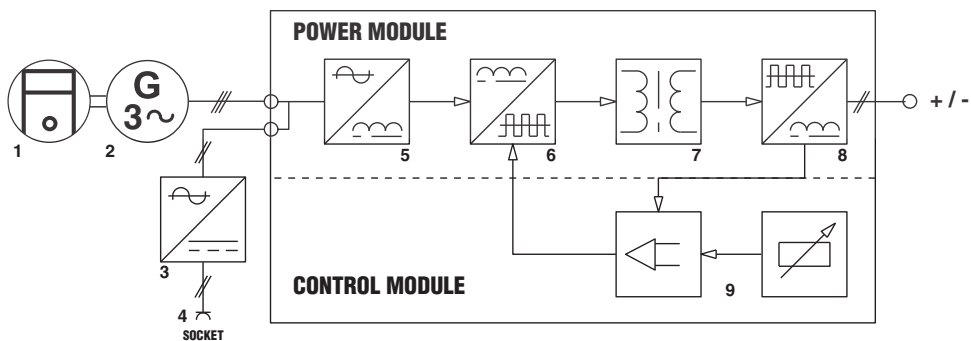 POWER MODULE
G
3~
+ / -
1
2
5
6
7
8
3
CONTROL MODULE
9
4
SOCKET